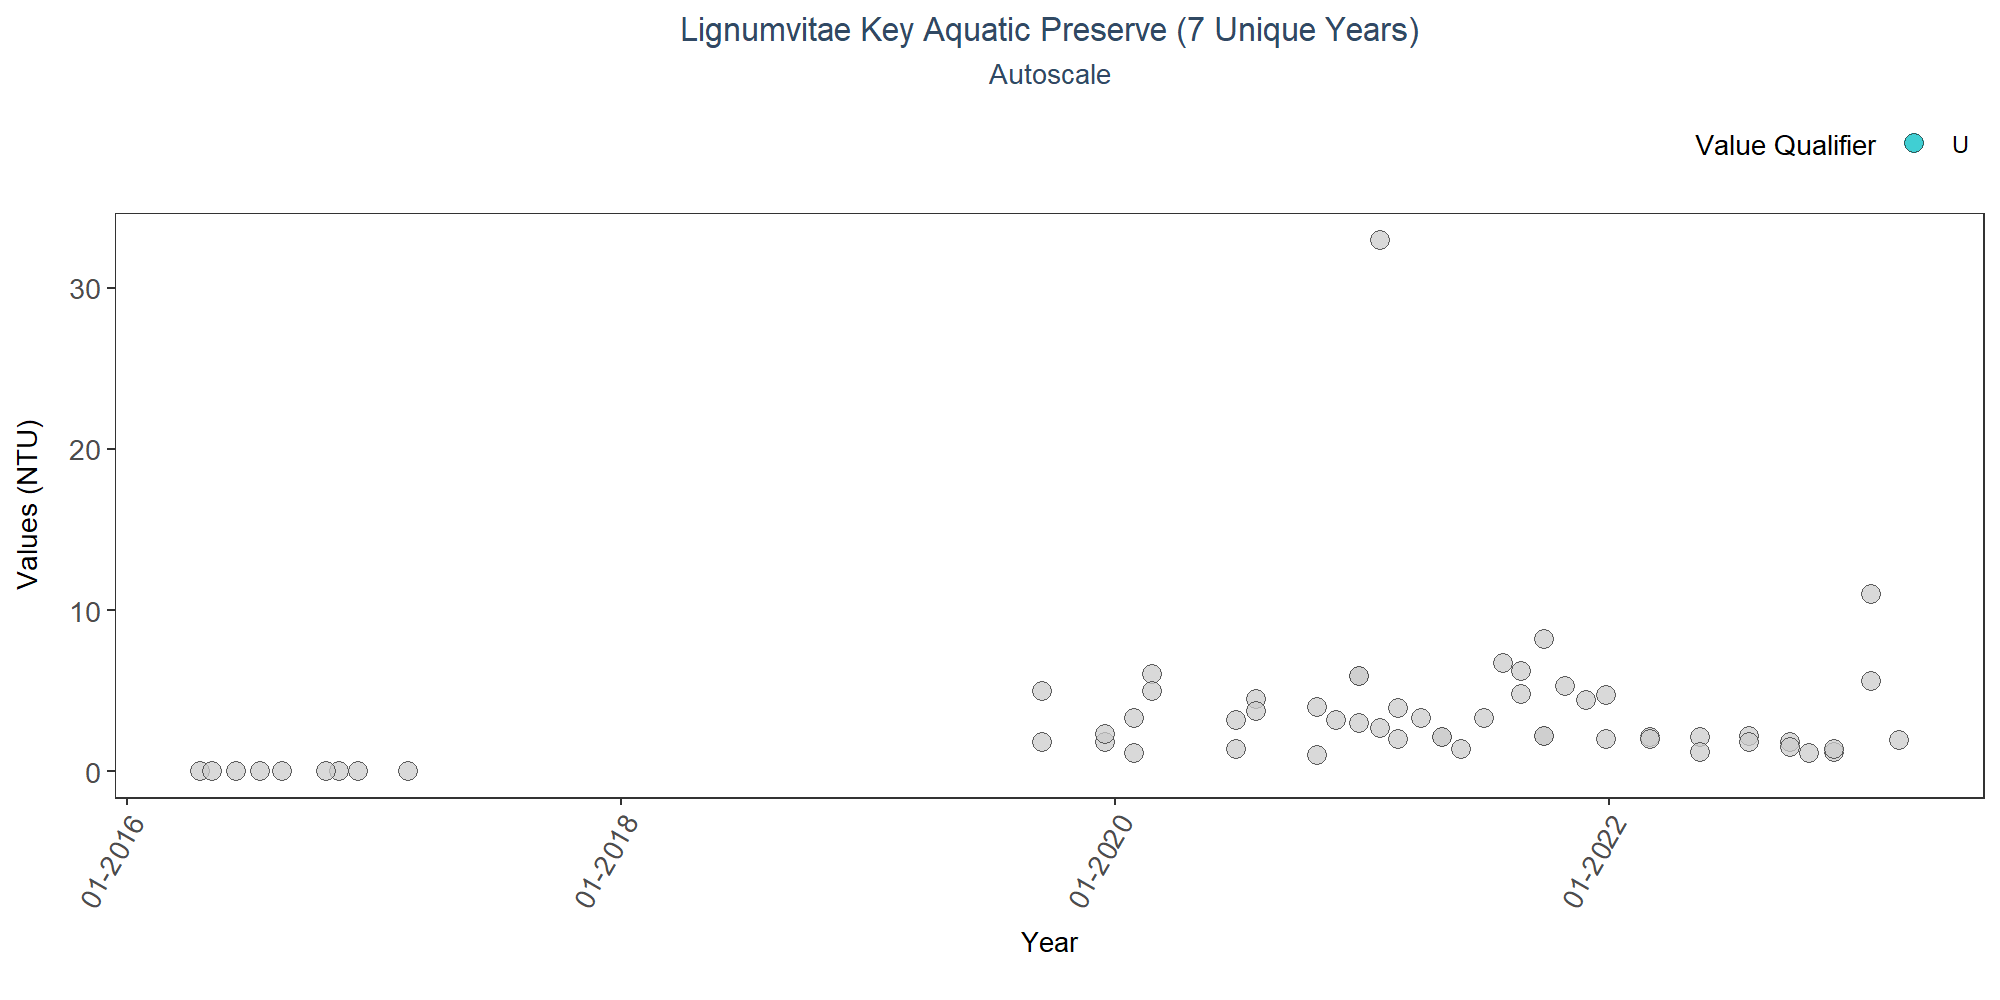 Lignumvitae Key Aquatic Preserve (7 Unique Years)
Autoscale
Value Qualifier U
30
20
10
0
Values (NTU)
01-2016 01-2018 01-2020 01-2022
Year